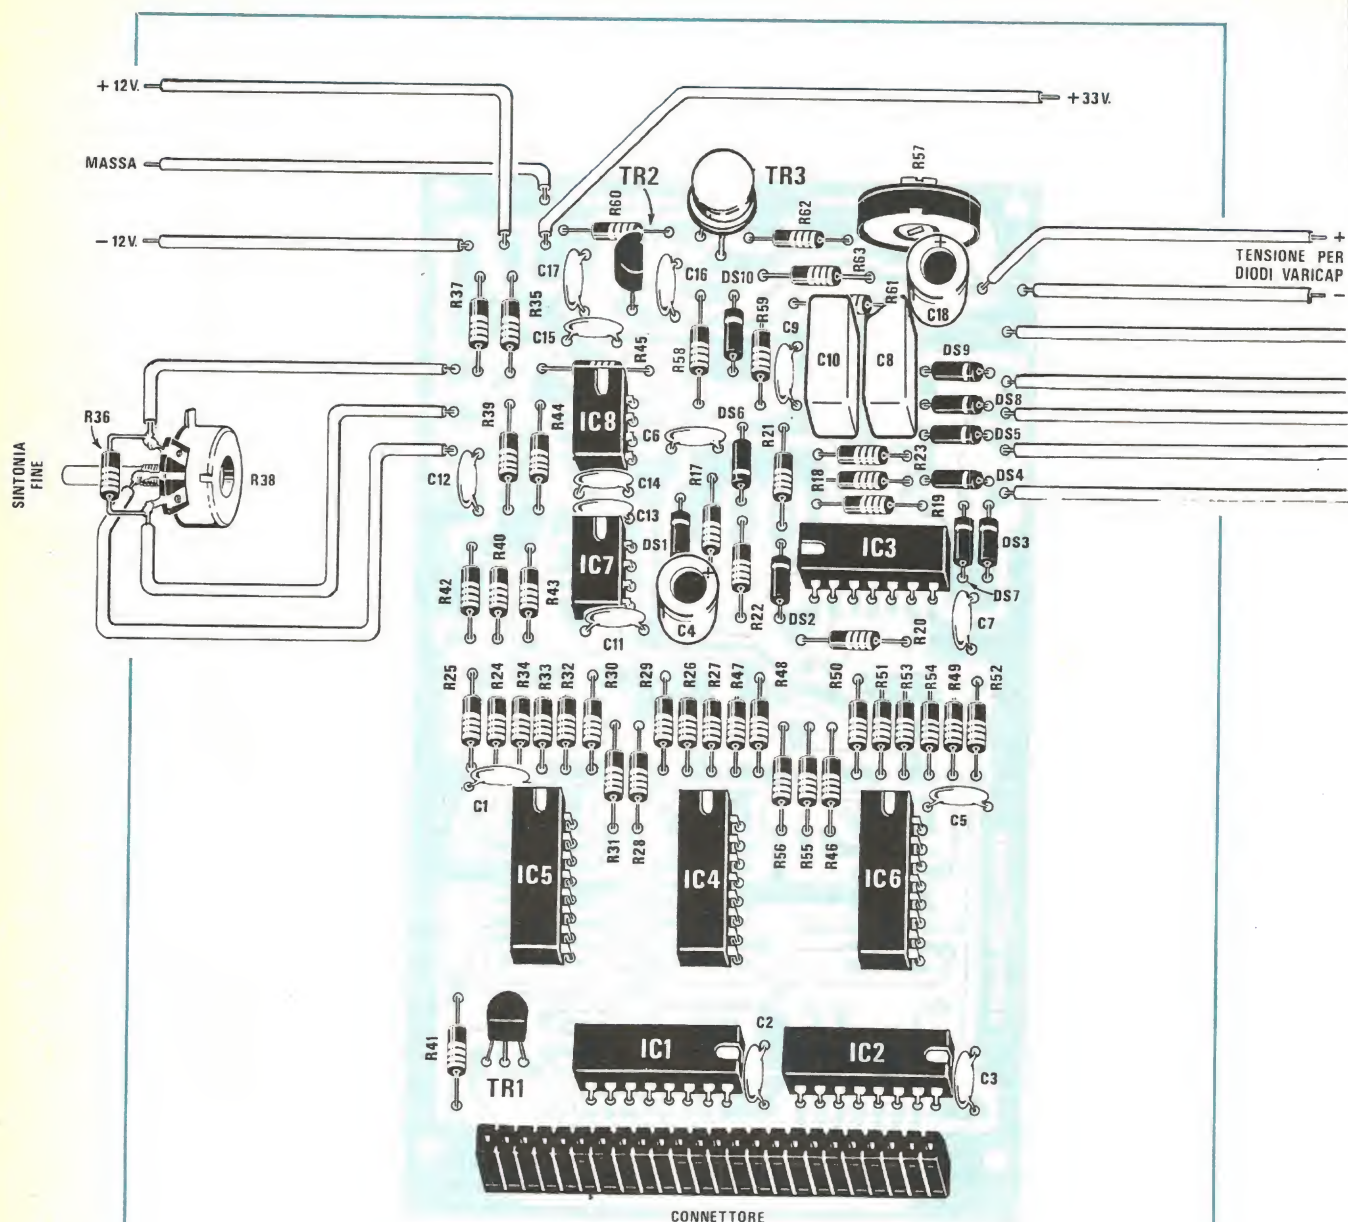 + 12V.
+ 33V.
MASSA
TR2
TR3
R57
R60
R62
- 12V.
+
TENSIONE PER
DIODI VARICAP
-
C17
C16
DS10
R63
R37
R35
R59
R61
C18
C15
C9
R45
R58
C10
C8
DS9
R36
R39
R44
IC8
DS6
DS8
C6
R21
DS5
SINTONIA
FINE
R38
C12
C14
R17
R18
R23
DS4
C13
R19
DS1
IC3
DS3
R42
R40
R43
IC7
R22
DS2
DS7
C7
C11
C4
R20
R25
R24
R34
R33
R32
R30
R29
R26
R27
R47
R48
R50
R51
R53
R54
R49
R52
C1
C5
R31
R28
R56
R55
R46
IC5
IC4
IC6
R41
TR1
IC1
C2
IC2
C3
CONNETTORE